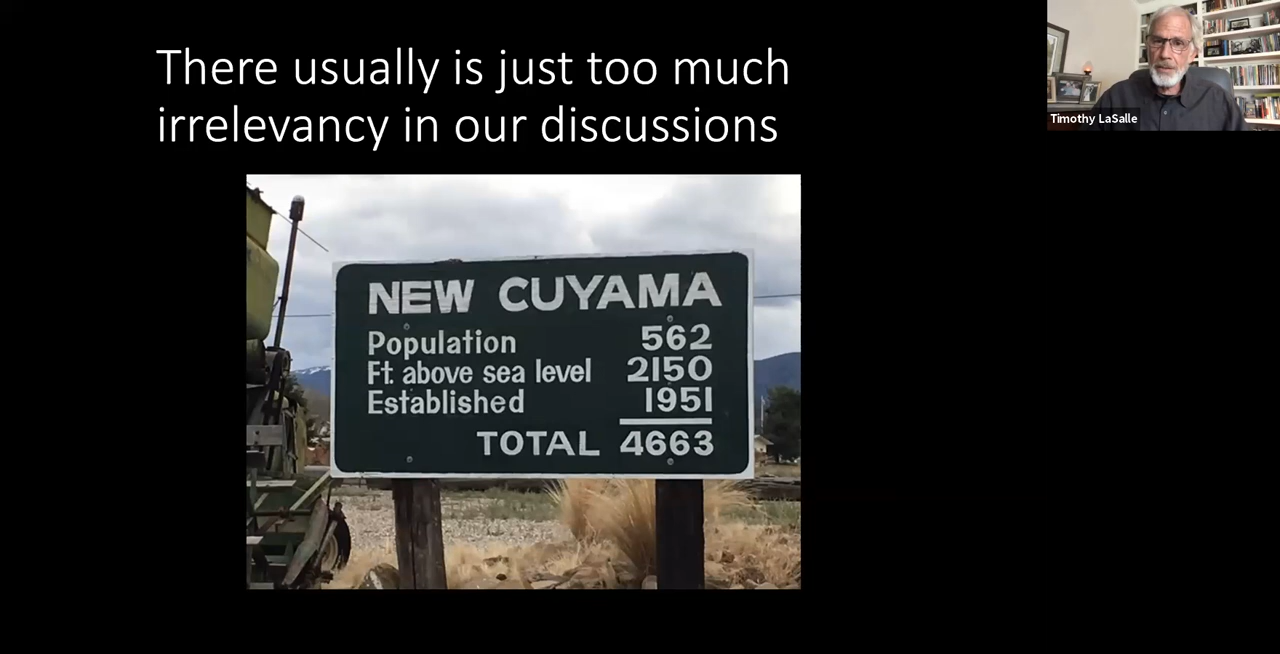 There usually is just too much
irrelevancy in our discussions
Timothy LaSalle
NEW CUYAMA
Population 562
Ft. above sea level 2150
Established 1951
TOTAL 4663